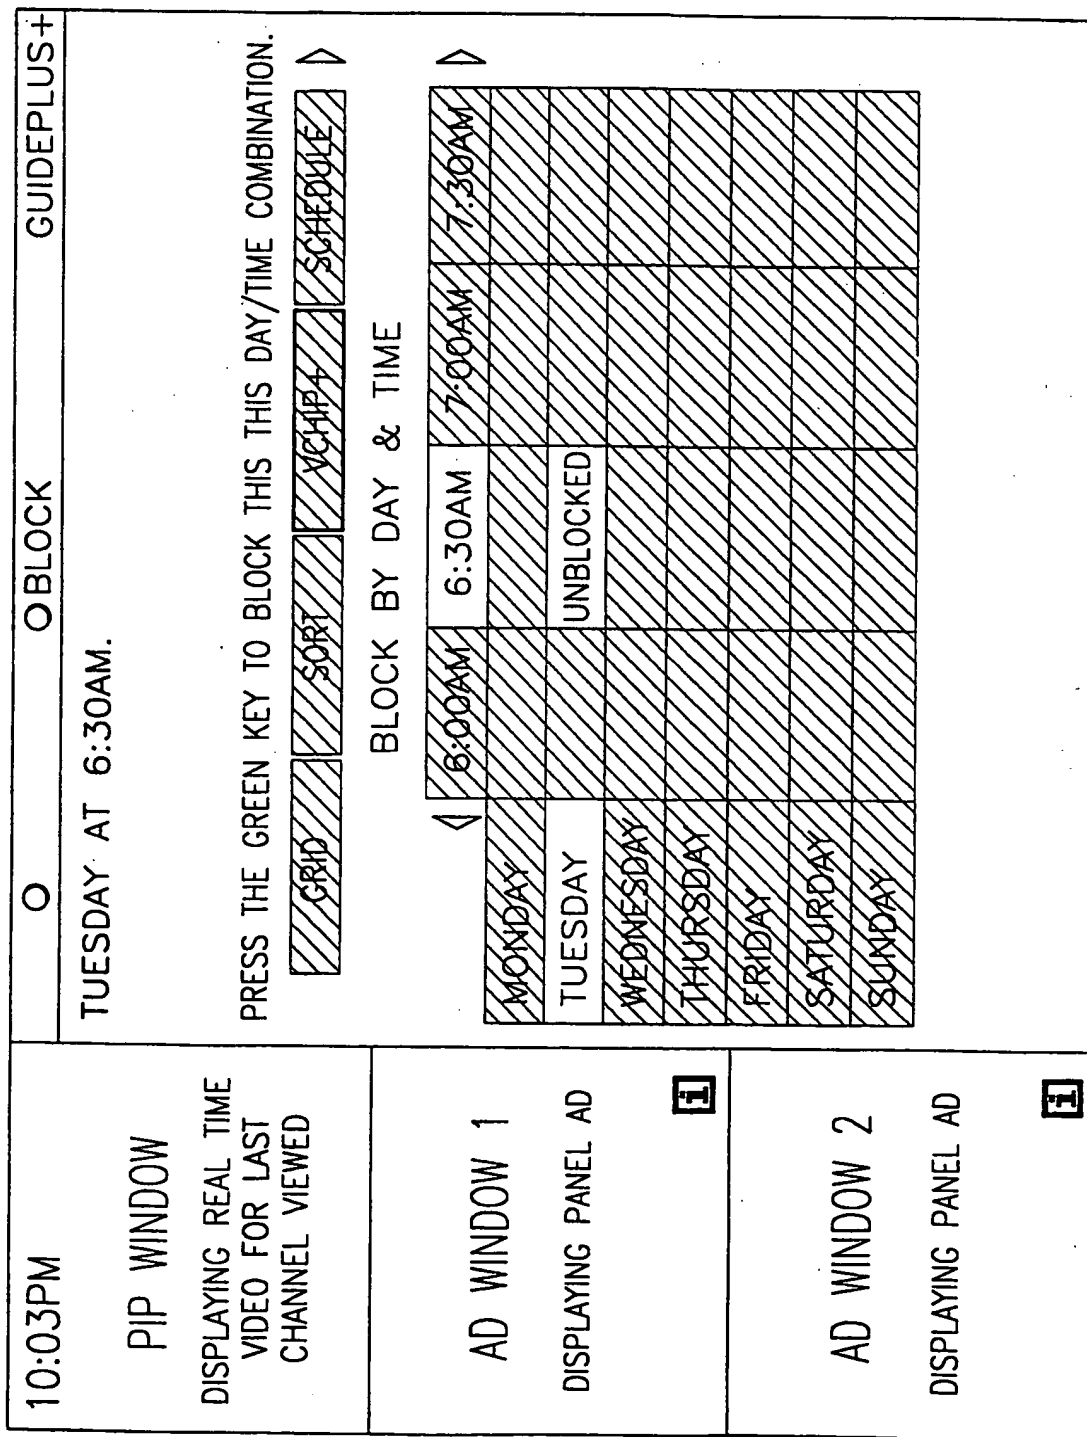 10:03PM
PIP WINDOW
DISPLAYING REAL TIME
VIDEO FOR LAST
CHANNEL VIEWED
AD WINDOW 1
DISPLAYING PANEL AD
i
AD WINDOW 2
DISPLAYING PANEL AD
i
BLOCK GUIDEPLUS+
TUESDAY AT 6:30AM.
PRESS THE GREEN KEY TO BLOCK THIS THIS DAY/TIME COMBINATION.
GRID SORT VCHIP+ SCHEDULE
BLOCK BY DAY & TIME
6:00AM 6:30AM 7:00AM 7:30AM
MONDAY
TUESDAY UNBLOCKED
WEDNESDAY
THURSDAY
FRIDAY
SATURDAY
SUNDAY